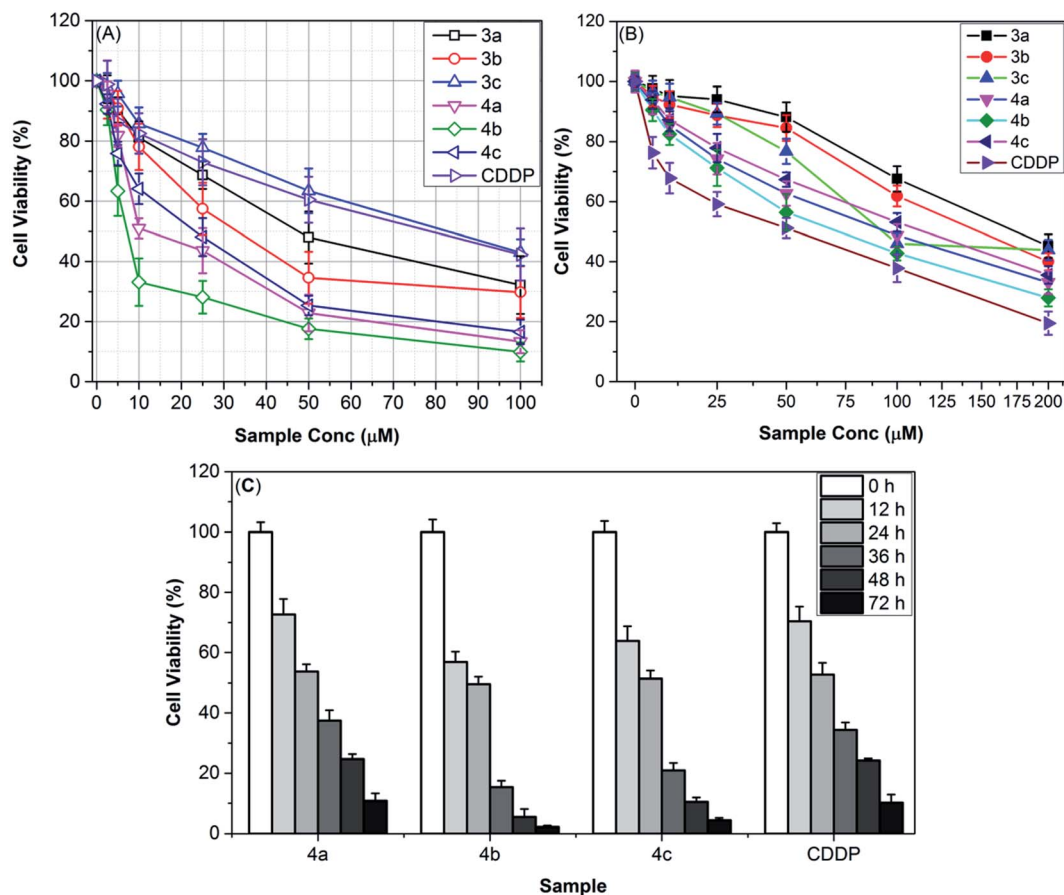 (A)
3a
3b
3c
4a
4b
4c
CDDP
120
100
80
60
40
20
0
Cell Viability (%)
0 10 20 30 40 50 60 70 80 90 100
Sample Conc (μM)
(B)
3a
3b
3c
4a
4b
4c
CDDP
120
100
80
60
40
20
0
Cell Viability (%)
0 25 50 75 100 125 150 175 200
Sample Conc (μM)
(C)
0 h
12 h
24 h
36 h
48 h
72 h
120
100
80
60
40
20
0
Cell Viability (%)
4a 4b 4c CDDP
Sample